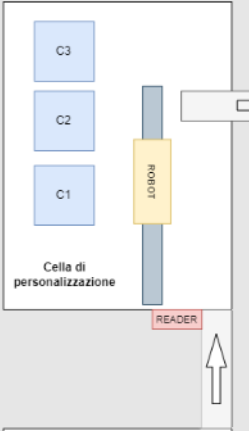 C3
C2
C1
ROBOT
Cella di
personalizzazione
READER